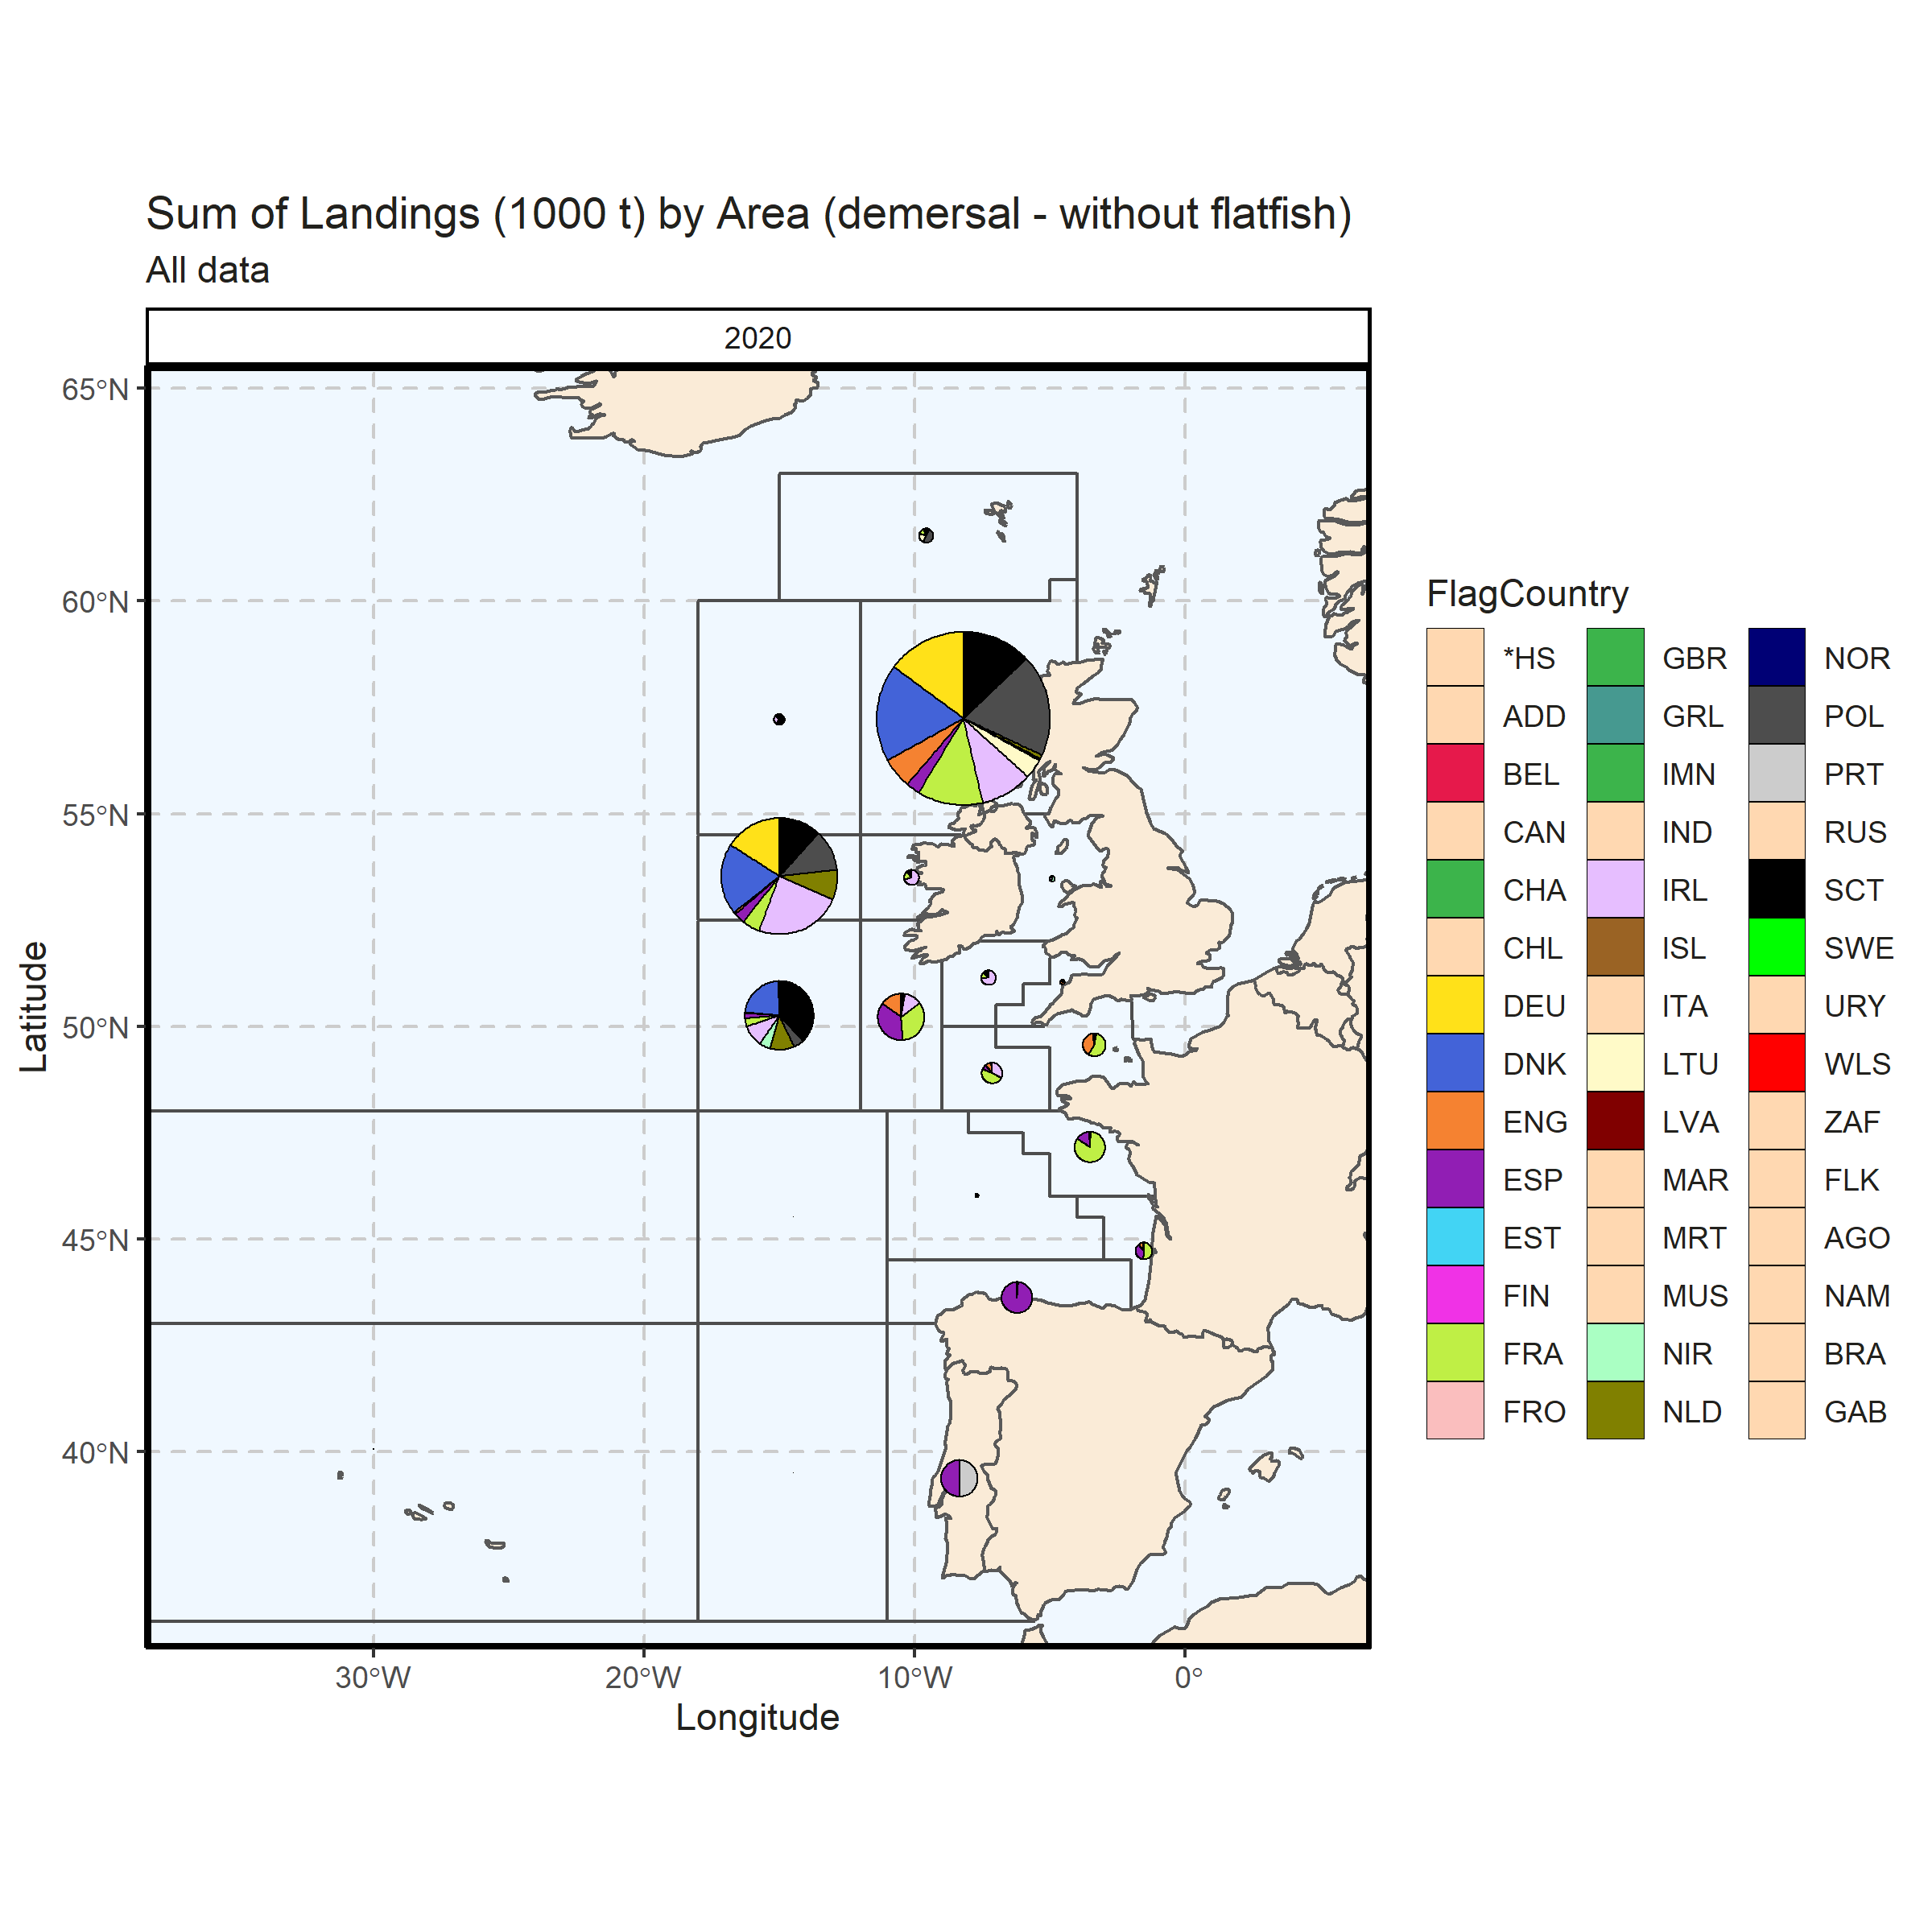 Sum of Landings (1000 t) by Area (demersal - without flatfish)
All data
2020
65°N
60°N
55°N
50°N
45°N
40°N
Latitude
30°W
20°W
10°W
0°
Longitude
FlagCountry
*HS
ADD
BEL
CAN
CHA
CHL
DEU
DNK
ENG
ESP
EST
FIN
FRA
FRO
GBR
GRL
IMN
IND
IRL
ISL
ITA
LTU
LVA
MAR
MRT
MUS
NIR
NLD
NOR
POL
PRT
RUS
SCT
SWE
URY
WLS
ZAF
FLK
AGO
NAM
BRA
GAB